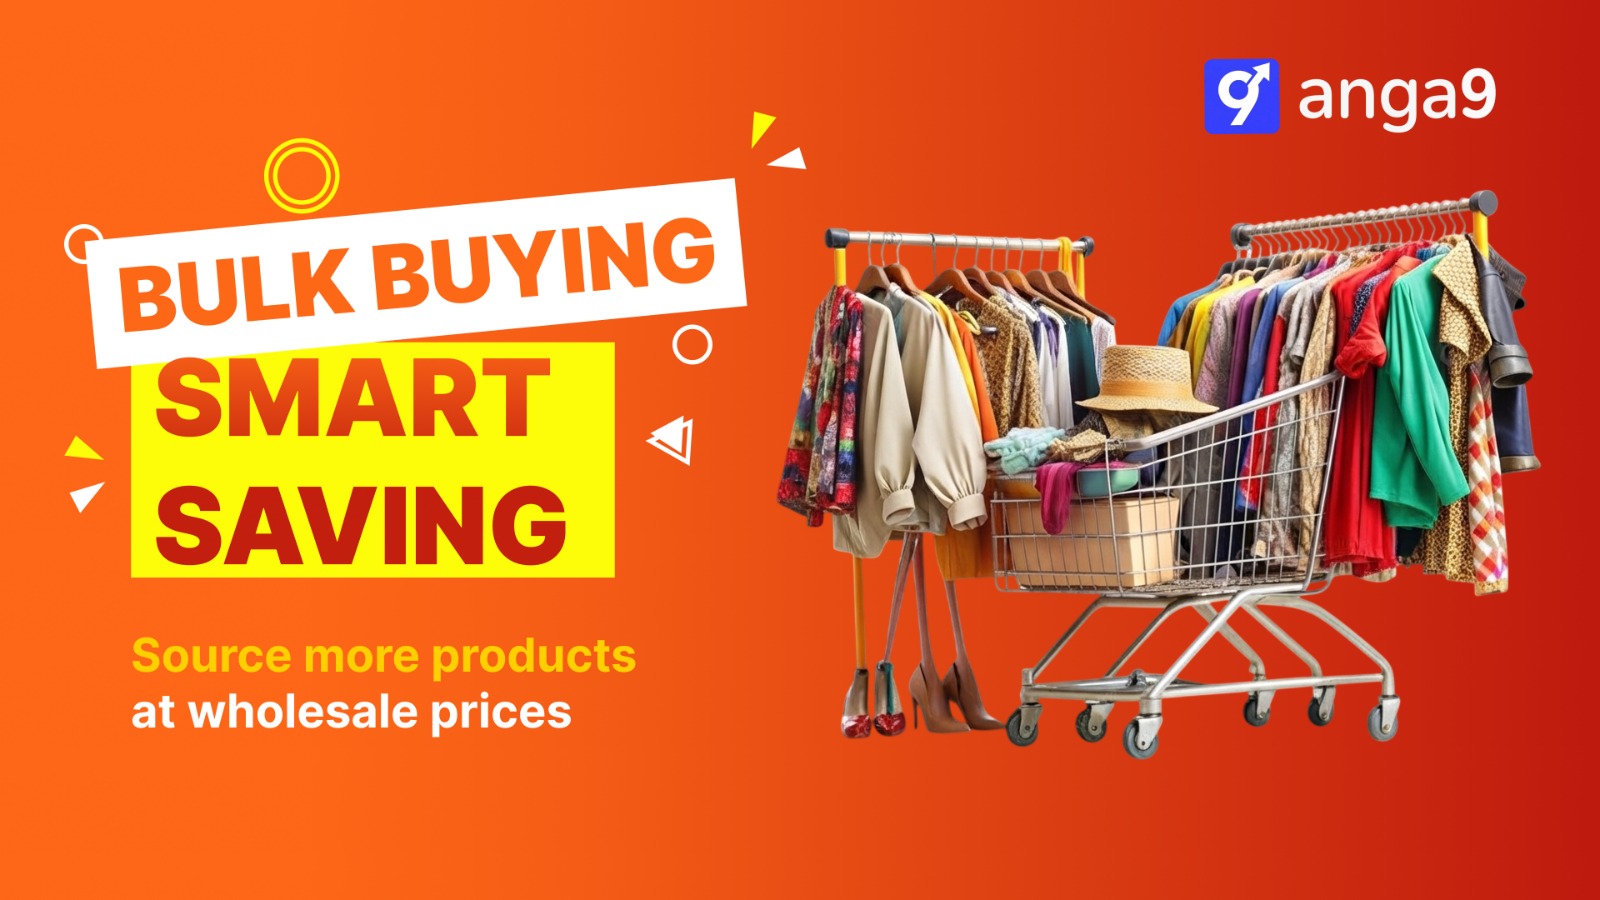 anga9
BULK BUYING
SMART
SAVING
Source more products
at wholesale prices